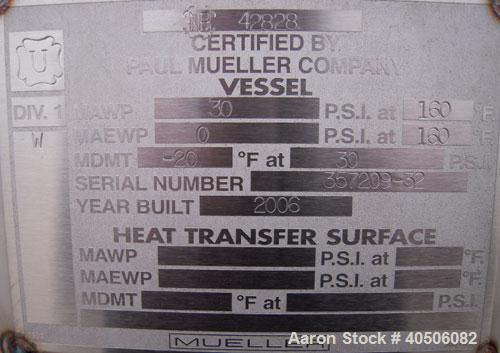 NB 42828
CERTIFIED BY
PAUL MUELLER COMPANY
U
VESSEL
DIV. 1
W
MAWP 30 P.S.I. at 160 °F
MAEWP 0 P.S.I. at 160 °F
MDMT -20 °F at 30 P.S.I.
SERIAL NUMBER 357209-32
YEAR BUILT 2006
HEAT TRANSFER SURFACE
MAWP P.S.I. at °F.
MAEWP P.S.I. at °F.
MDMT °F at P.S.I.
MUELLER
Aaron Stock # 40506082